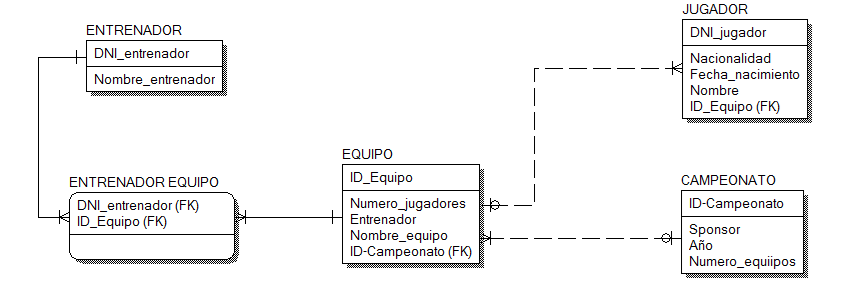 ENTRENADOR
DNI_entrenador
Nombre_entrenador
ENTRENADOR EQUIPO
DNI_entrenador (FK)
ID_Equipo (FK)
EQUIPO
ID_Equipo
Numero_jugadores
Entrenador
Nombre_equipo
ID-Campeonato (FK)
JUGADOR
DNI_jugador
Nacionalidad
Fecha_nacimiento
Nombre
ID_Equipo (FK)
CAMPEONATO
ID-Campeonato
Sponsor
Año
Numero_equiipos